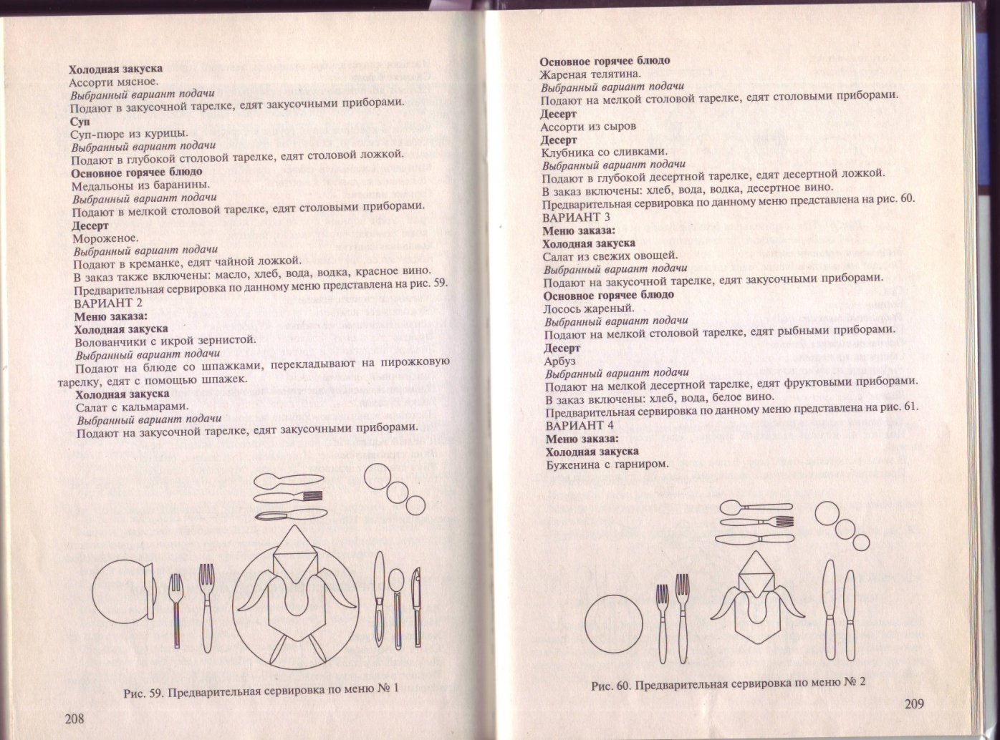 Холодная закуска
Ассорти мясное.
Выбранный вариант подачи
Подают в закусочной тарелке, едят закусочными приборами.
Суп
Суп-пюре из курицы.
Выбранный вариант подачи
Подают в глубокой столовой тарелке, едят столовой ложкой.
Основное горячее блюдо
Медальоны из баранины.
Выбранный вариант подачи
Подают в мелкой столовой тарелке, едят столовыми приборами.
Десерт
Мороженое.
Выбранный вариант подачи
Подают в креманке, едят чайной ложкой.
В заказ также включены: масло, хлеб, вода, водка, красное вино.
Предварительная сервировка по данному меню представлена на рис. 59.
ВАРИАНТ 2
Меню заказа:
Холодная закуска
Волованчики с икрой зернистой.
Выбранный вариант подачи
Подают на блюде со шпажками, перекладывают на пирожковую
тарелку, едят с помощью шпажек.
Холодная закуска
Салат с кальмарами.
Выбранный вариант подачи
Подают на закусочной тарелке, едят закусочными приборами.
Рис. 59. Предварительная сервировка по меню № 1
208
Основное горячее блюдо
Жареная телятина.
Выбранный вариант подачи
Подают на мелкой столовой тарелке, едят столовыми приборами.
Десерт
Ассорти из сыров
Десерт
Клубника со сливками.
Выбранный вариант подачи
Подают в глубокой десертной тарелке, едят десертной ложкой.
В заказ включены: хлеб, вода, водка, десертное вино.
Предварительная сервировка по данному меню представлена на рис. 60.
ВАРИАНТ 3
Меню заказа:
Холодная закуска
Салат из свежих овощей.
Выбранный вариант подачи
Подают на закусочной тарелке, едят закусочными приборами.
Основное горячее блюдо
Лосось жареный.
Выбранный вариант подачи
Подают на мелкой столовой тарелке, едят рыбными приборами.
Десерт
Арбуз
Выбранный вариант подачи
Подают на мелкой десертной тарелке, едят фруктовыми приборами.
В заказ включены: хлеб, вода, белое вино.
Предварительная сервировка по данному меню представлена на рис. 61.
ВАРИАНТ 4
Меню заказа:
Холодная закуска
Буженина с гарниром.
Рис. 60. Предварительная сервировка по меню № 2
209